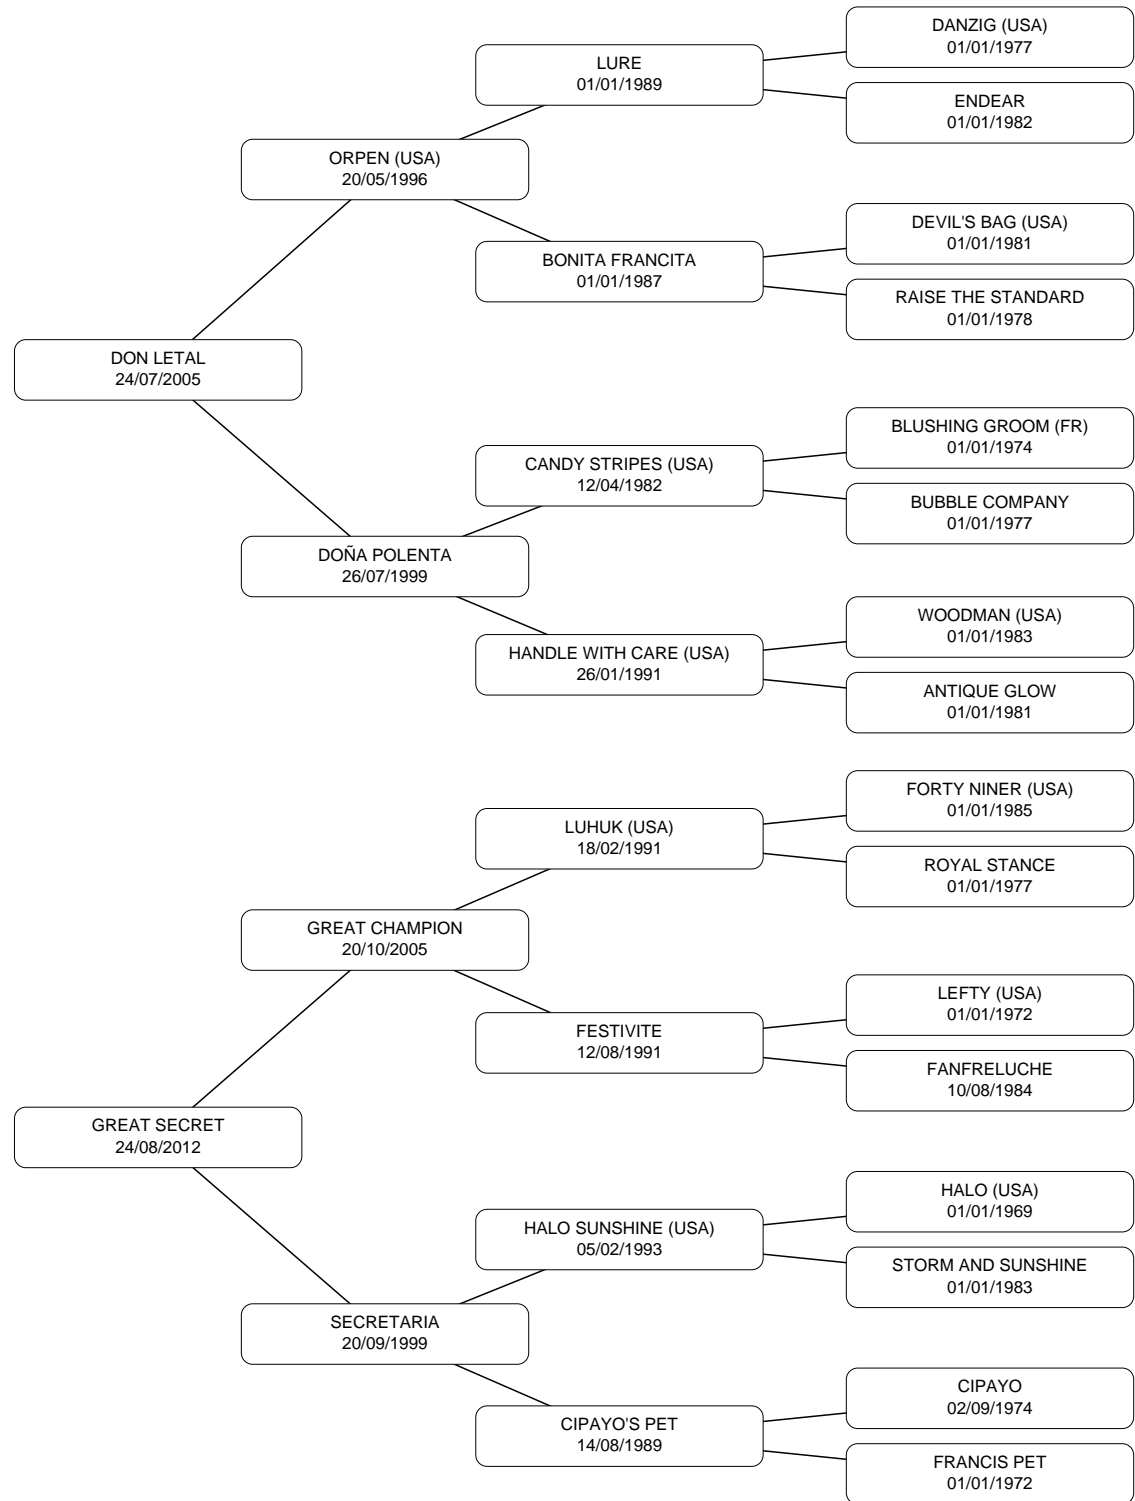 DANZIG (USA)
01/01/1977
LURE
01/01/1989
ENDEAR
01/01/1982
ORPEN (USA)
20/05/1996
DEVIL'S BAG (USA)
01/01/1981
BONITA FRANCITA
01/01/1987
RAISE THE STANDARD
01/01/1978
DON LETAL
24/07/2005
BLUSHING GROOM (FR)
01/01/1974
CANDY STRIPES (USA)
12/04/1982
BUBBLE COMPANY
01/01/1977
DOÑA POLENTA
26/07/1999
WOODMAN (USA)
01/01/1983
HANDLE WITH CARE (USA)
26/01/1991
ANTIQUE GLOW
01/01/1981
FORTY NINER (USA)
01/01/1985
LUHUK (USA)
18/02/1991
ROYAL STANCE
01/01/1977
GREAT CHAMPION
20/10/2005
LEFTY (USA)
01/01/1972
FESTIVITE
12/08/1991
FANFRELUCHE
10/08/1984
GREAT SECRET
24/08/2012
HALO (USA)
01/01/1969
HALO SUNSHINE (USA)
05/02/1993
STORM AND SUNSHINE
01/01/1983
SECRETARIA
20/09/1999
CIPAYO
02/09/1974
CIPAYO'S PET
14/08/1989
FRANCIS PET
01/01/1972